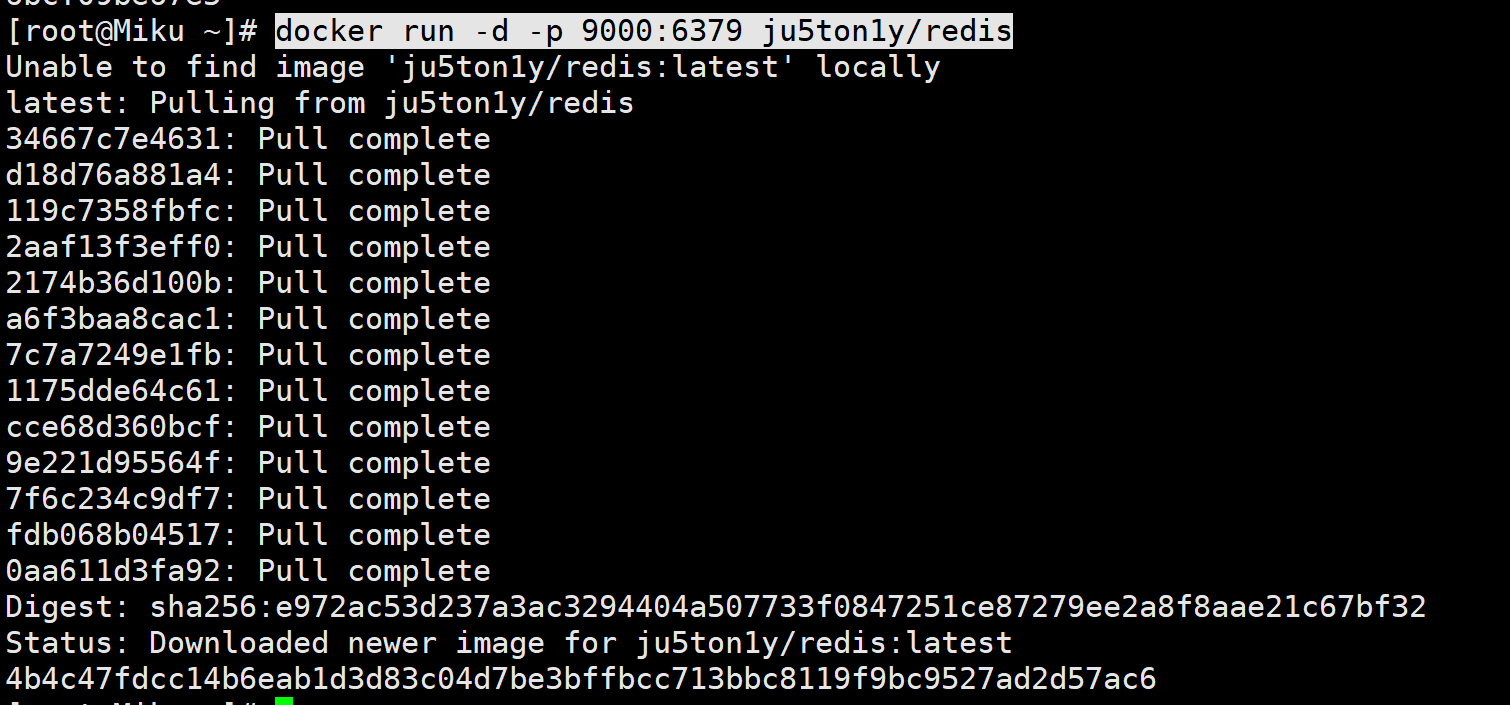 [root@Miku ~]# docker run -d -p 9000:6379 ju5ton1y/redis
Unable to find image 'ju5ton1y/redis:latest' locally
latest: Pulling from ju5ton1y/redis
34667c7e4631: Pull complete
d18d76a881a4: Pull complete
119c7358fbfc: Pull complete
2aaf13f3eff0: Pull complete
2174b36d100b: Pull complete
a6f3baa8cac1: Pull complete
7c7a7249e1fb: Pull complete
1175dde64c61: Pull complete
cce68d360bcf: Pull complete
9e221d95564f: Pull complete
7f6c234c9df7: Pull complete
fdb068b04517: Pull complete
0aa611d3fa92: Pull complete
Digest: sha256:e972ac53d237a3ac3294404a507733f0847251ce87279ee2a8f8aae21c67bf32
Status: Downloaded newer image for ju5ton1y/redis:latest
4b4c47fdcc14b6eab1d3d83c04d7be3bffbcc713bbc8119f9bc9527ad2d57ac6